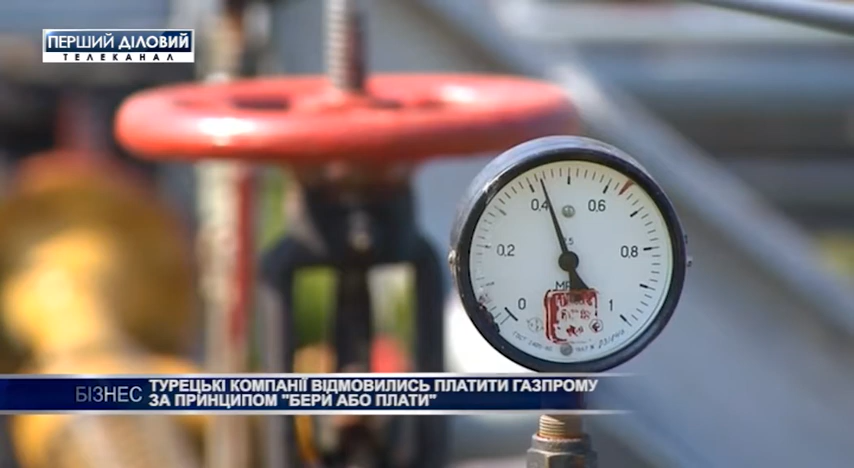 ПЕРШИЙ ДІЛОВИЙ
ТЕЛЕКАНАЛ
0,4
0,6
0,2
0,8
0
1
БІЗНЕС
ТУРЕЦЬКІ КОМПАНІЇ ВІДМОВИЛИСЬ ПЛАТИТИ ГАЗПРОМУ
ЗА ПРИНЦИПОМ "БЕРИ АБО ПЛАТИ"